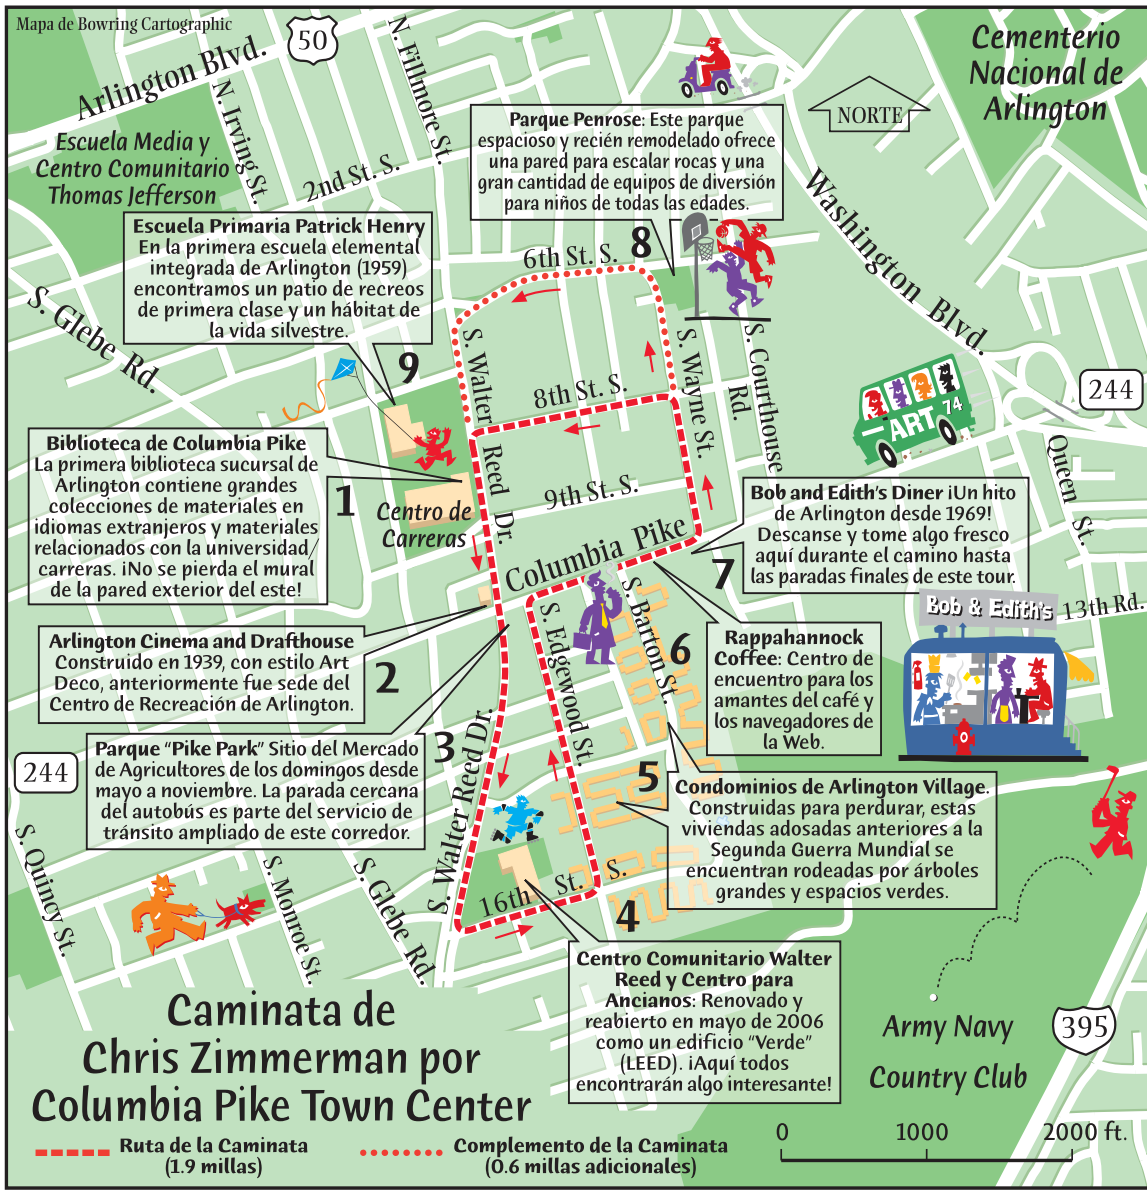 Mapa de Bowring Cartographic
50
Arlington Blvd.
N. Irving St.
N. Fillmore St.
2nd St. S.
Cementerio
Nacional de
Arlington
NORTE
Escuela Media y
Centro Comunitario
Thomas Jefferson
Parque Penrose: Este parque
espacioso y recién remodelado ofrece
una pared para escalar rocas y una
gran cantidad de equipos de diversión
para niños de todas las edades.
8
Washington Blvd.
Escuela Primaria Patrick Henry
En la primera escuela elemental
integrada de Arlington (1959)
encontramos un patio de recreos
de primera clase y un hábitat de
la vida silvestre.
9
6th St. S.
S. Glebe Rd.
S. Walter Reed Dr.
8th St. S.
S. Wayne St.
S. Courthouse Rd.
244
ART 74
Queen St.
Biblioteca de Columbia Pike
La primera biblioteca sucursal de
Arlington contiene grandes
colecciones de materiales en
idiomas extranjeros y materiales
relacionados con la universidad/
carreras. ¡No se pierda el mural
de la pared exterior del este!
1
Centro de
Carreras
9th St. S.
Columbia Pike
Bob and Edith's Diner ¡Un hito
de Arlington desde 1969!
Descanse y tome algo fresco
aquí durante el camino hasta
las paradas finales de este tour.
7
Bob & Edith's
13th Rd.
Arlington Cinema and Drafthouse
Construido en 1939, con estilo Art
Deco, anteriormente fue sede del
Centro de Recreación de Arlington.
2
S. Edgewood St.
S. Barton St.
6
Rappahannock
Coffee: Centro de
encuentro para los
amantes del café y
los navegadores de
la Web.
244
Parque "Pike Park" Sitio del Mercado
de Agricultores de los domingos desde
mayo a noviembre. La parada cercana
del autobús es parte del servicio de
tránsito ampliado de este corredor.
3
S. Walter Reed Dr.
5
Condominios de Arlington Village.
Construidas para perdurar, estas
viviendas adosadas anteriores a la
Segunda Guerra Mundial se
encuentran rodeadas por árboles
grandes y espacios verdes.
S. Quincy St.
S. Monroe St.
S. Glebe Rd.
16th St. S.
4
Centro Comunitario Walter
Reed y Centro para
Ancianos: Renovado y
reabierto en mayo de 2006
como un edificio "Verde"
(LEED). ¡Aquí todos
encontrarán algo interesante!
Army Navy
Country Club
395
Caminata de
Chris Zimmerman por
Columbia Pike Town Center
Ruta de la Caminata
(1.9 millas)
Complemento de la Caminata
(0.6 millas adicionales)
0 1000 2000 ft.